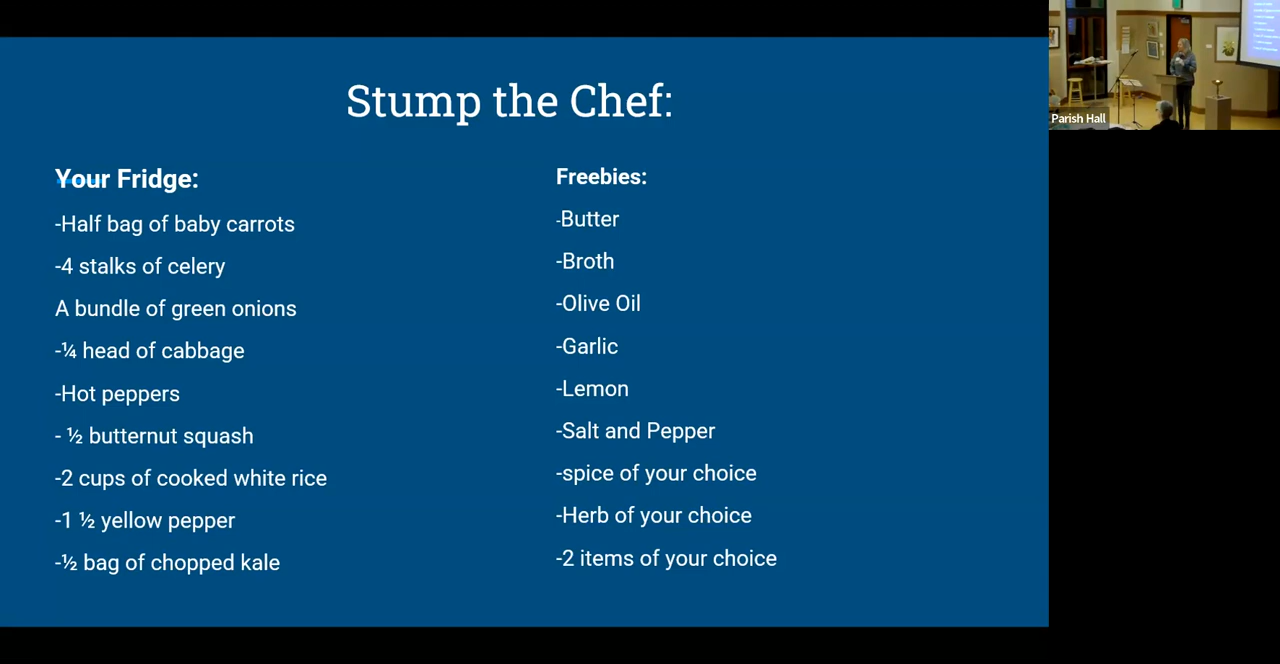 Stump the Chef:
Your Fridge:
-Half bag of baby carrots
-4 stalks of celery
A bundle of green onions
-¼ head of cabbage
-Hot peppers
- ½ butternut squash
-2 cups of cooked white rice
-1 ½ yellow pepper
-½ bag of chopped kale
Freebies:
-Butter
-Broth
-Olive Oil
-Garlic
-Lemon
-Salt and Pepper
-spice of your choice
-Herb of your choice
-2 items of your choice
Parish Hall